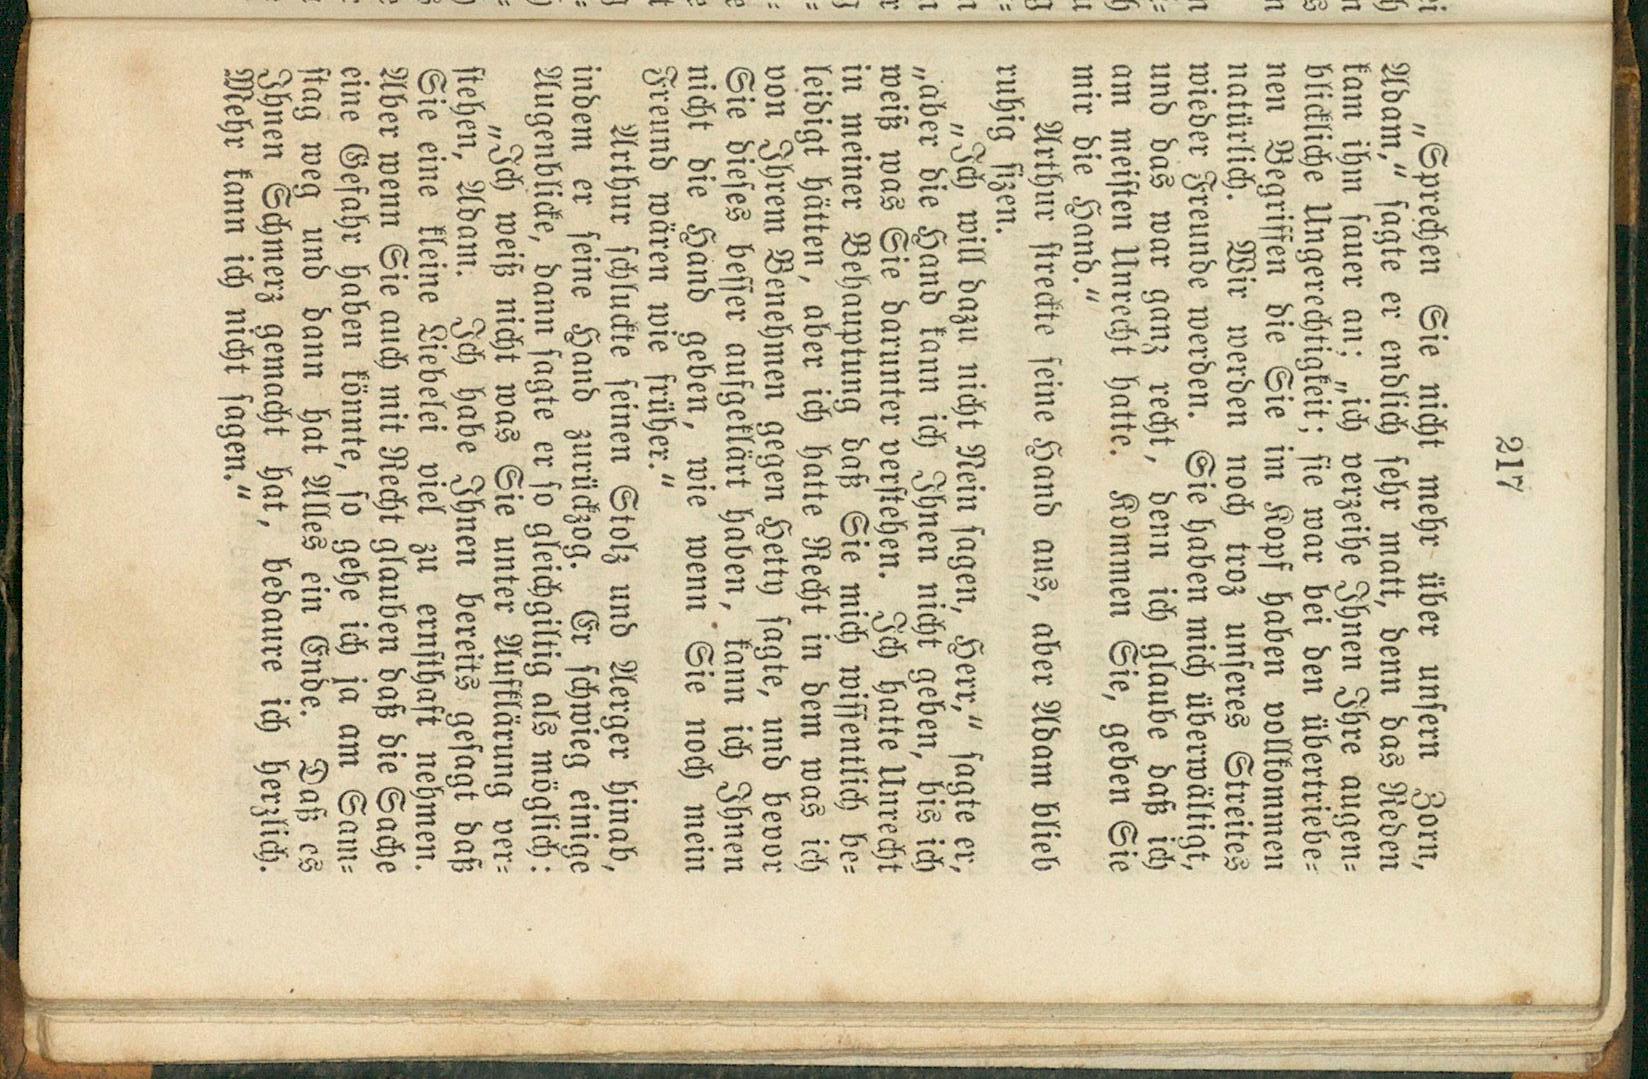 217
„Sprechen Sie nicht mehr über unsern Zorn,
Adam,“ sagte er endlich sehr matt, denn das Reden
kam ihn sauer an; „ich verzeihe Ihnen Ihre augen-
blickliche Ungerechtigkeit; sie war bei den übertriebe-
nen Begriffen die Sie im Kopf haben vollkommen
natürlich. Wir werden noch troz unseres Streites
wieder Freunde werden. Sie haben mich überwältigt,
und das war ganz recht, denn ich glaube daß ich
am meisten Unrecht hatte. Kommen Sie, geben Sie
mir die Hand.“
Arthur streckte seine Hand aus, aber Adam blieb
ruhig sizen.
„Ich will dazu nicht Nein sagen, Herr,“ sagte er,
„aber die Hand kann ich Ihnen nicht geben, bis ich
weiß was Sie darunter verstehen. Ich hatte Unrecht
in meiner Behauptung daß Sie mich wissentlich be-
leidigt hätten, aber ich hatte Recht in dem was ich
von Ihrem Benehmen gegen Hetty sagte, und bevor
Sie dieses besser aufgeklärt haben, kann ich Ihnen
nicht die Hand geben, wie wenn Sie noch mein
Freund wären wie früher.“
Arthur schluckte seinen Stolz und Aerger hinab,
indem er seine Hand zurückzog. Er schwieg einige
Augenblicke, dann sagte er so gleichgiltig als möglich:
„Ich weiß nicht was Sie unter Aufklärung ver-
stehen, Adam. Ich habe Ihnen bereits gesagt daß
Sie eine kleine Liebelei viel zu ernsthaft nehmen.
Aber wenn Sie auch mit Recht glauben daß die Sache
eine Gefahr haben könnte, so gehe ich ja am Sam-
stag weg und dann hat Alles ein Ende. Daß es
Ihnen Schmerz gemacht hat, bedaure ich herzlich.
Mehr kann ich nicht sagen.“